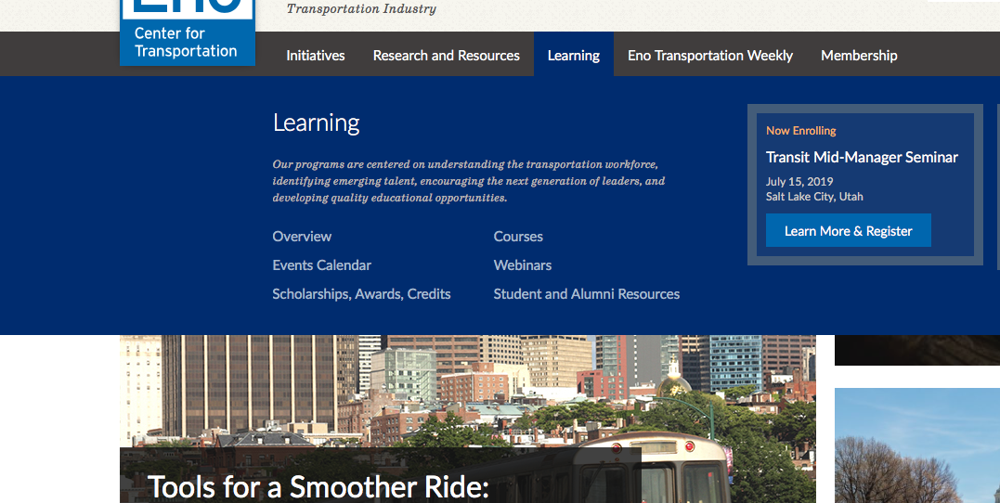 Transportation Industry
Eno
Center for
Transportation
Initiatives
Research and Resources
Learning
Eno Transportation Weekly
Membership
Learning
Our programs are centered on understanding the transportation workforce,
identifying emerging talent, encouraging the next generation of leaders, and
developing quality educational opportunities.
Overview
Courses
Events Calendar
Webinars
Scholarships, Awards, Credits
Student and Alumni Resources
Now Enrolling
Transit Mid-Manager Seminar
July 15, 2019
Salt Lake City, Utah
Learn More & Register
Tools for a Smoother Ride: